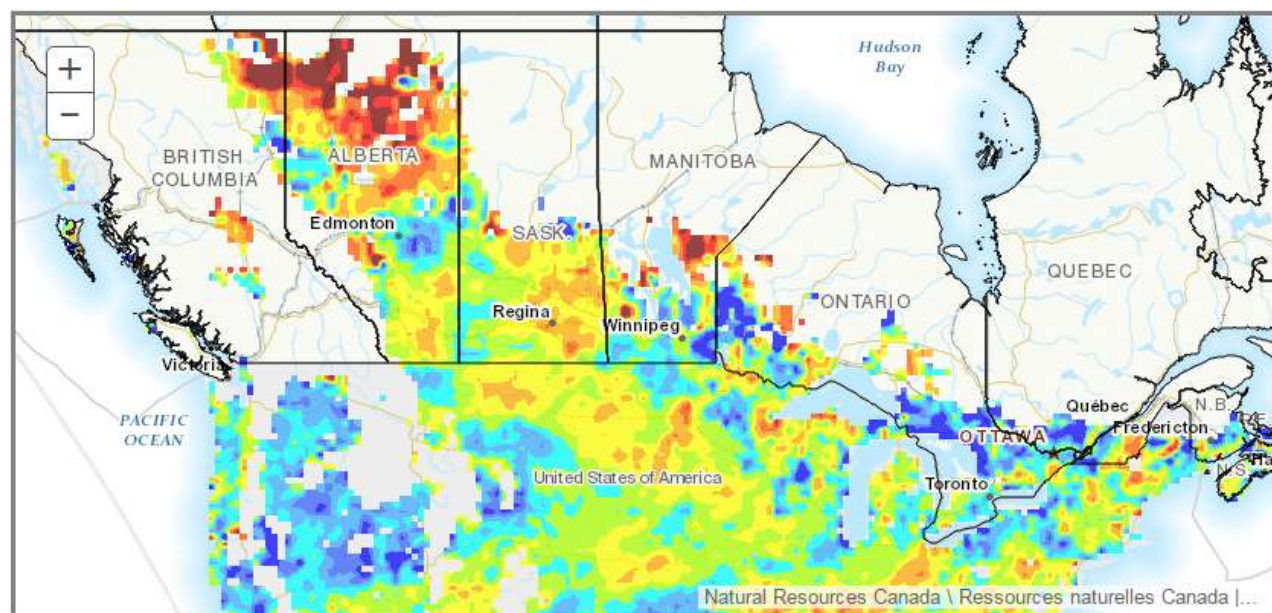 Hudson
Bay
+
−
BRITISH
COLUMBIA
ALBERTA
MANITOBA
Edmonton
SASK.
QUEBEC
ONTARIO
Regina
Winnipeg
Victoria
PACIFIC
OCEAN
Québec
N.B.
Fredericton
OTTAWA
United States of America
Toronto
N.S.
Ha
Natural Resources Canada \ Ressources naturelles Canada |...